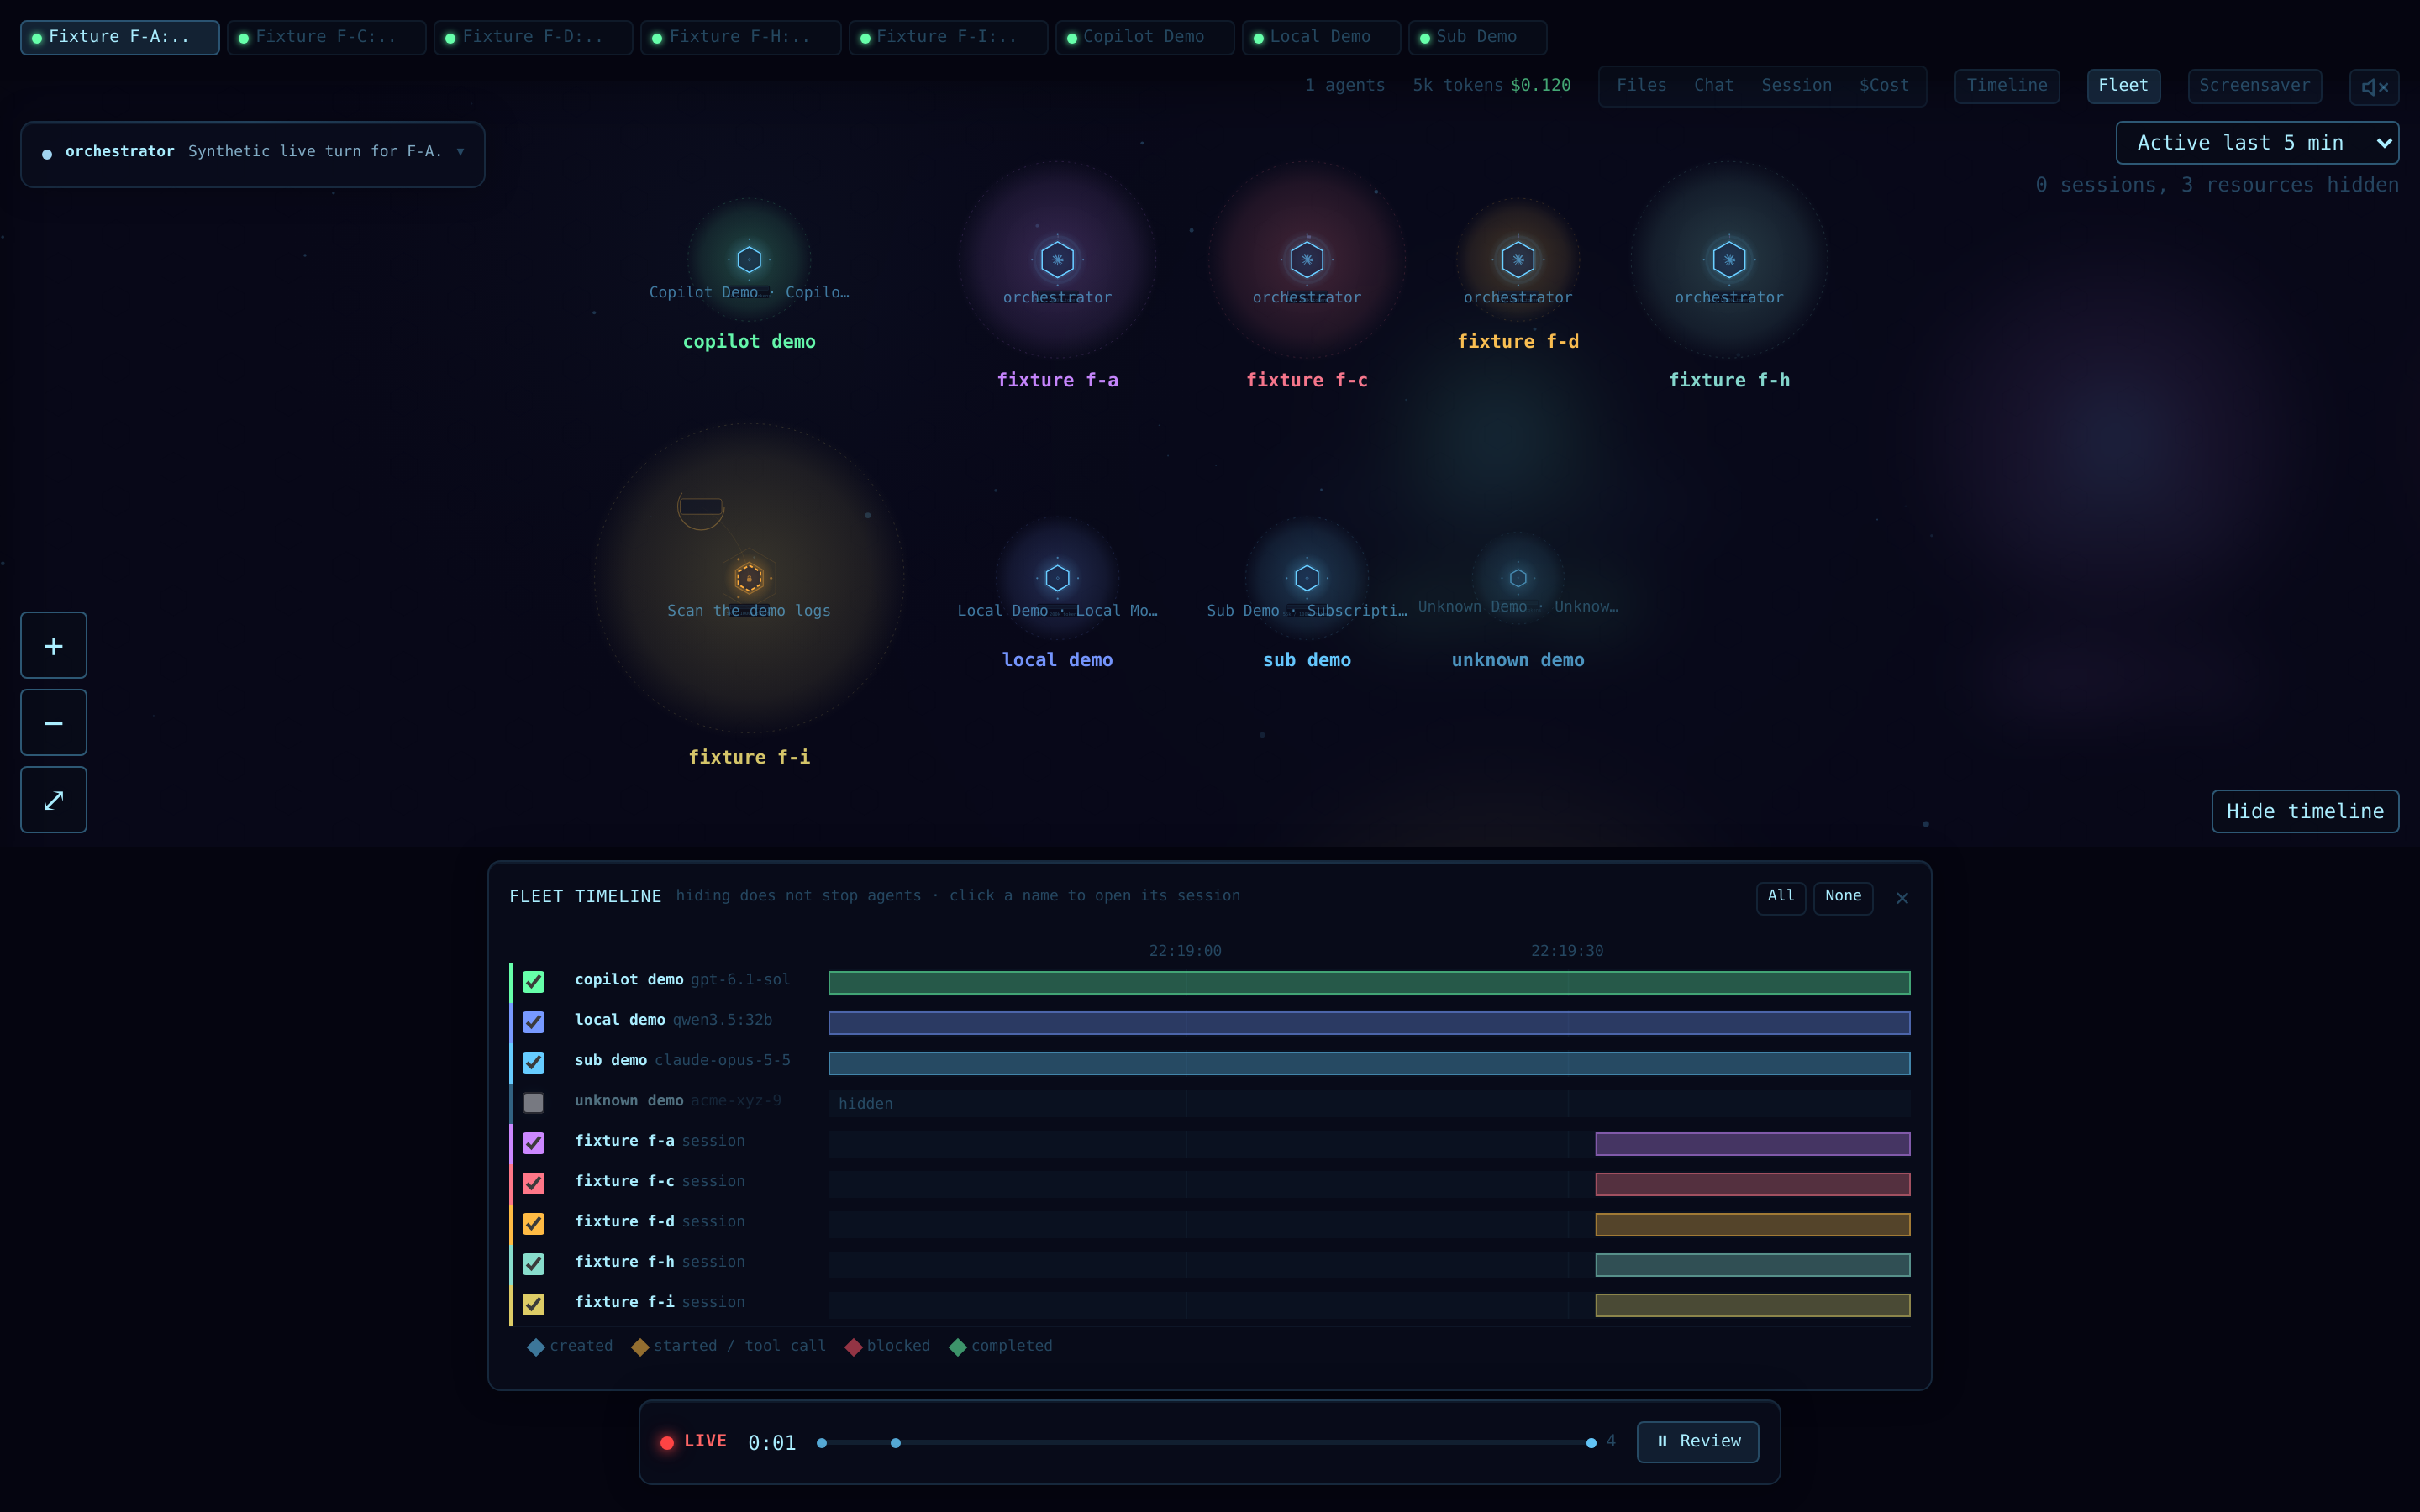 Fixture F-A:.. Fixture F-C:.. Fixture F-D:.. Fixture F-H:.. Fixture F-I:.. Copilot Demo Local Demo Sub Demo
1 agents 5k tokens $0.120 Files Chat Session $Cost Timeline Fleet Screensaver
orchestrator Synthetic live turn for F-A. ▼
Active last 5 min
0 sessions, 3 resources hidden
Copilot Demo · Copilo…
orchestrator
orchestrator
orchestrator
orchestrator
copilot demo
fixture f-a
fixture f-c
fixture f-d
fixture f-h
Scan the demo logs
Local Demo · Local Mo…
Sub Demo · Subscripti…
Unknown Demo · Unknow…
local demo
sub demo
unknown demo
fixture f-i
+
−
Hide timeline
FLEET TIMELINE hiding does not stop agents · click a name to open its session All None ×
22:19:00 22:19:30
copilot demo gpt-6.1-sol
local demo qwen3.5:32b
sub demo claude-opus-5-5
unknown demo acme-xyz-9 hidden
fixture f-a session
fixture f-c session
fixture f-d session
fixture f-h session
fixture f-i session
created started / tool call blocked completed
LIVE 0:01 4 Review